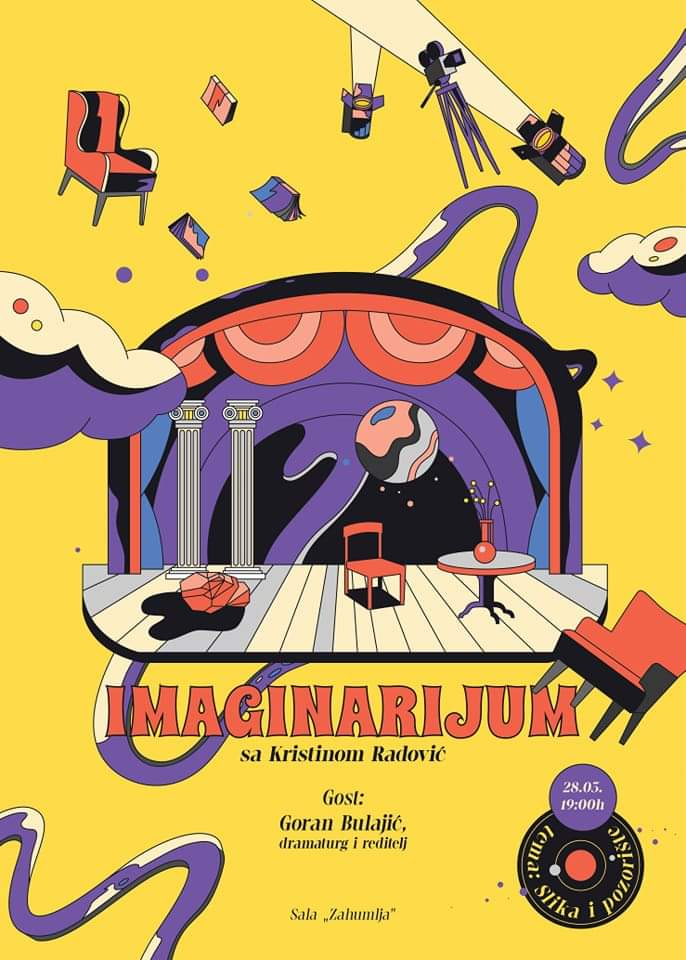 IMAGINARIJUM
sa Kristinom Radović
Gost:
Goran Bulajić,
dramaturg i reditelj
28.03.
19:00h
tema: Slika i pozorište
Sala „Zahumlja"